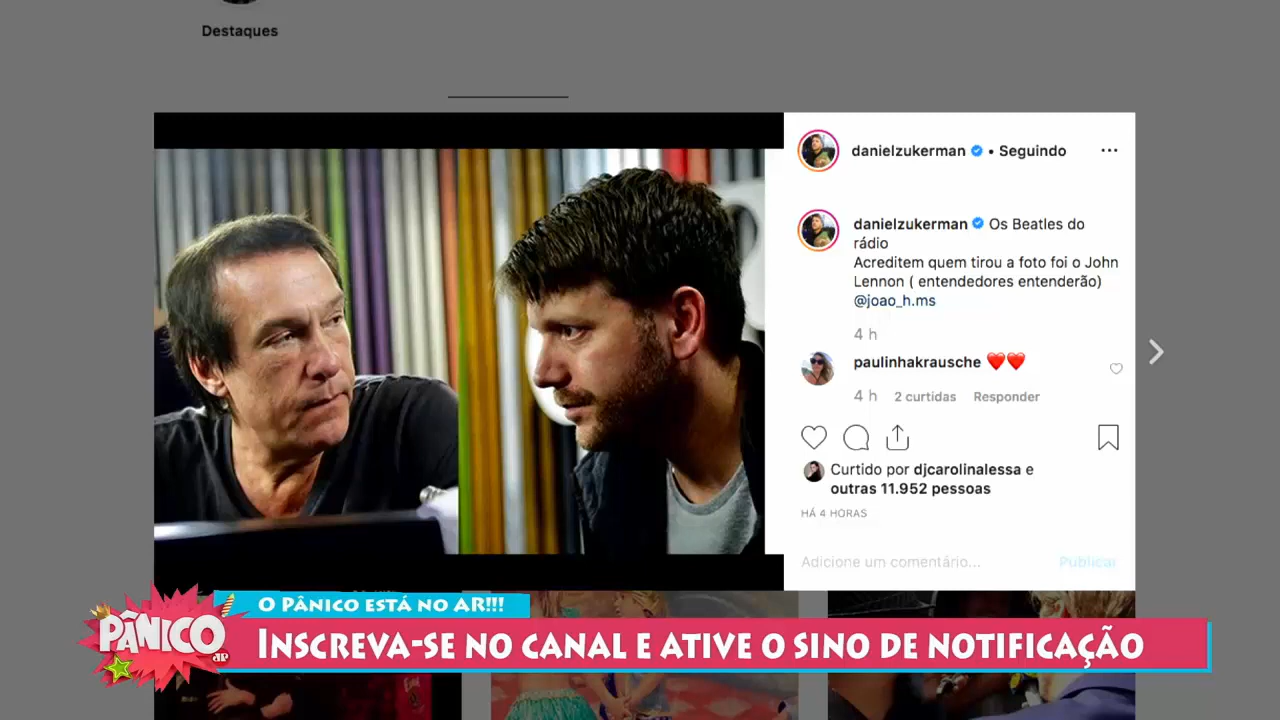 Destaques
danielzukerman • Seguindo
danielzukerman Os Beatles do
rádio
Acreditem quem tirou a foto foi o John
Lennon ( entendedores entenderão)
@joao_h.ms
4 h
paulinhakrausche ❤️❤️
4 h 2 curtidas Responder
Curtido por djcarolinalessa e
outras 11.952 pessoas
HÁ 4 HORAS
Adicione um comentário... Publicar
O PÂNICO ESTÁ NO AR!!!
PÂNICO
JP
INSCREVA-SE NO CANAL E ATIVE O SINO DE NOTIFICAÇÃO